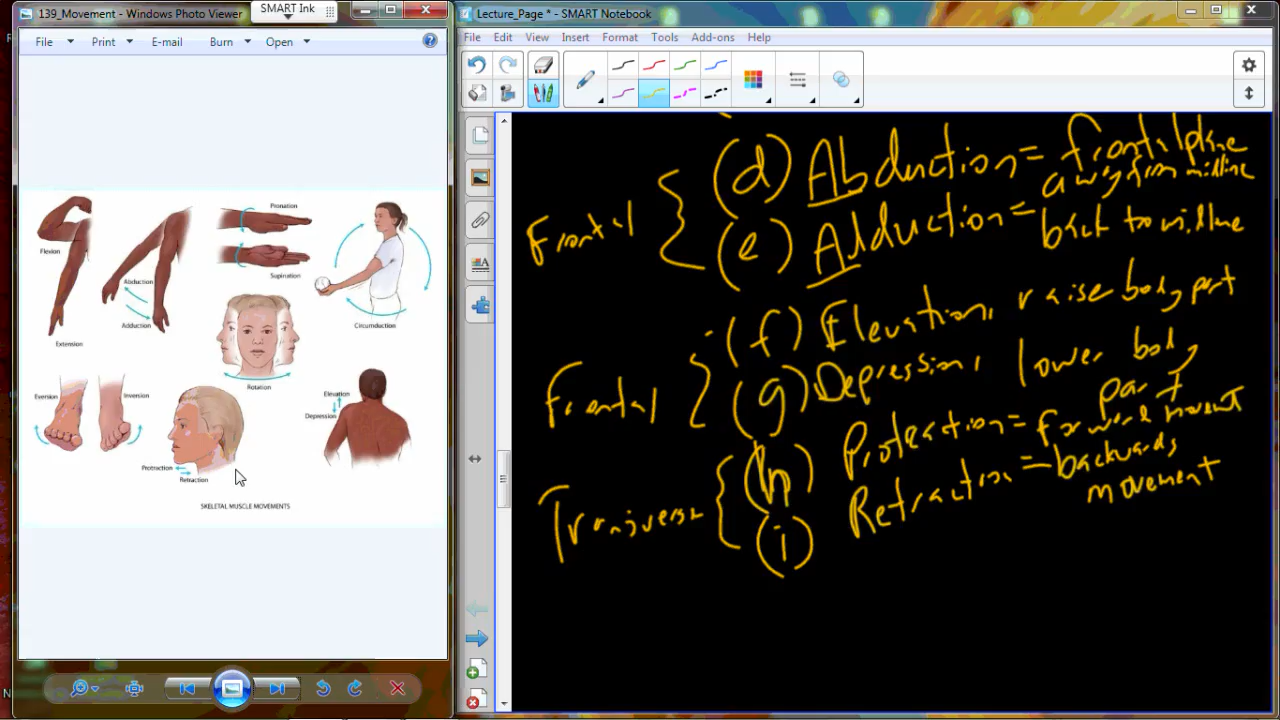 139_Movement - Windows Photo Viewer
SMART Ink
File Print E-mail Burn Open
Flexion
Extension
Abduction
Adduction
Pronation
Supination
Circumduction
Rotation
Eversion
Inversion
Protraction
Retraction
Elevation
Depression
SKELETAL MUSCLE MOVEMENTS
Lecture_Page * - SMART Notebook
File Edit View Insert Format Tools Add-ons Help
Frontal
(d) Abduction = frontal plane
away from midline
(e) Adduction = back to midline
Frontal
(f) Elevation, raise body part
(g) Depression, lower body
part
Transverse
(h) Protraction = forward movement
(i) Retraction = backwards
movement